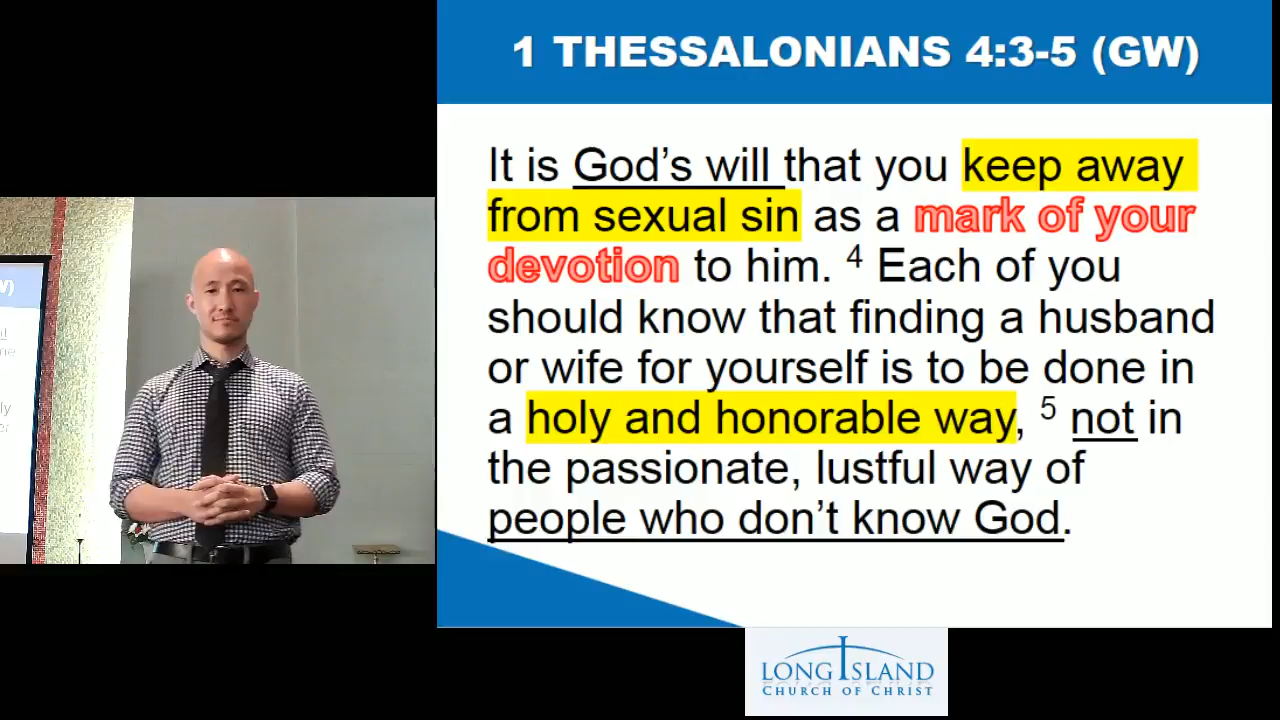 1 THESSALONIANS 4:3-5 (GW)
It is God's will that you keep away
from sexual sin as a mark of your
devotion to him. 4 Each of you
should know that finding a husband
or wife for yourself is to be done in
a holy and honorable way, 5 not in
the passionate, lustful way of
people who don't know God.
LONG ISLAND
CHURCH OF CHRIST